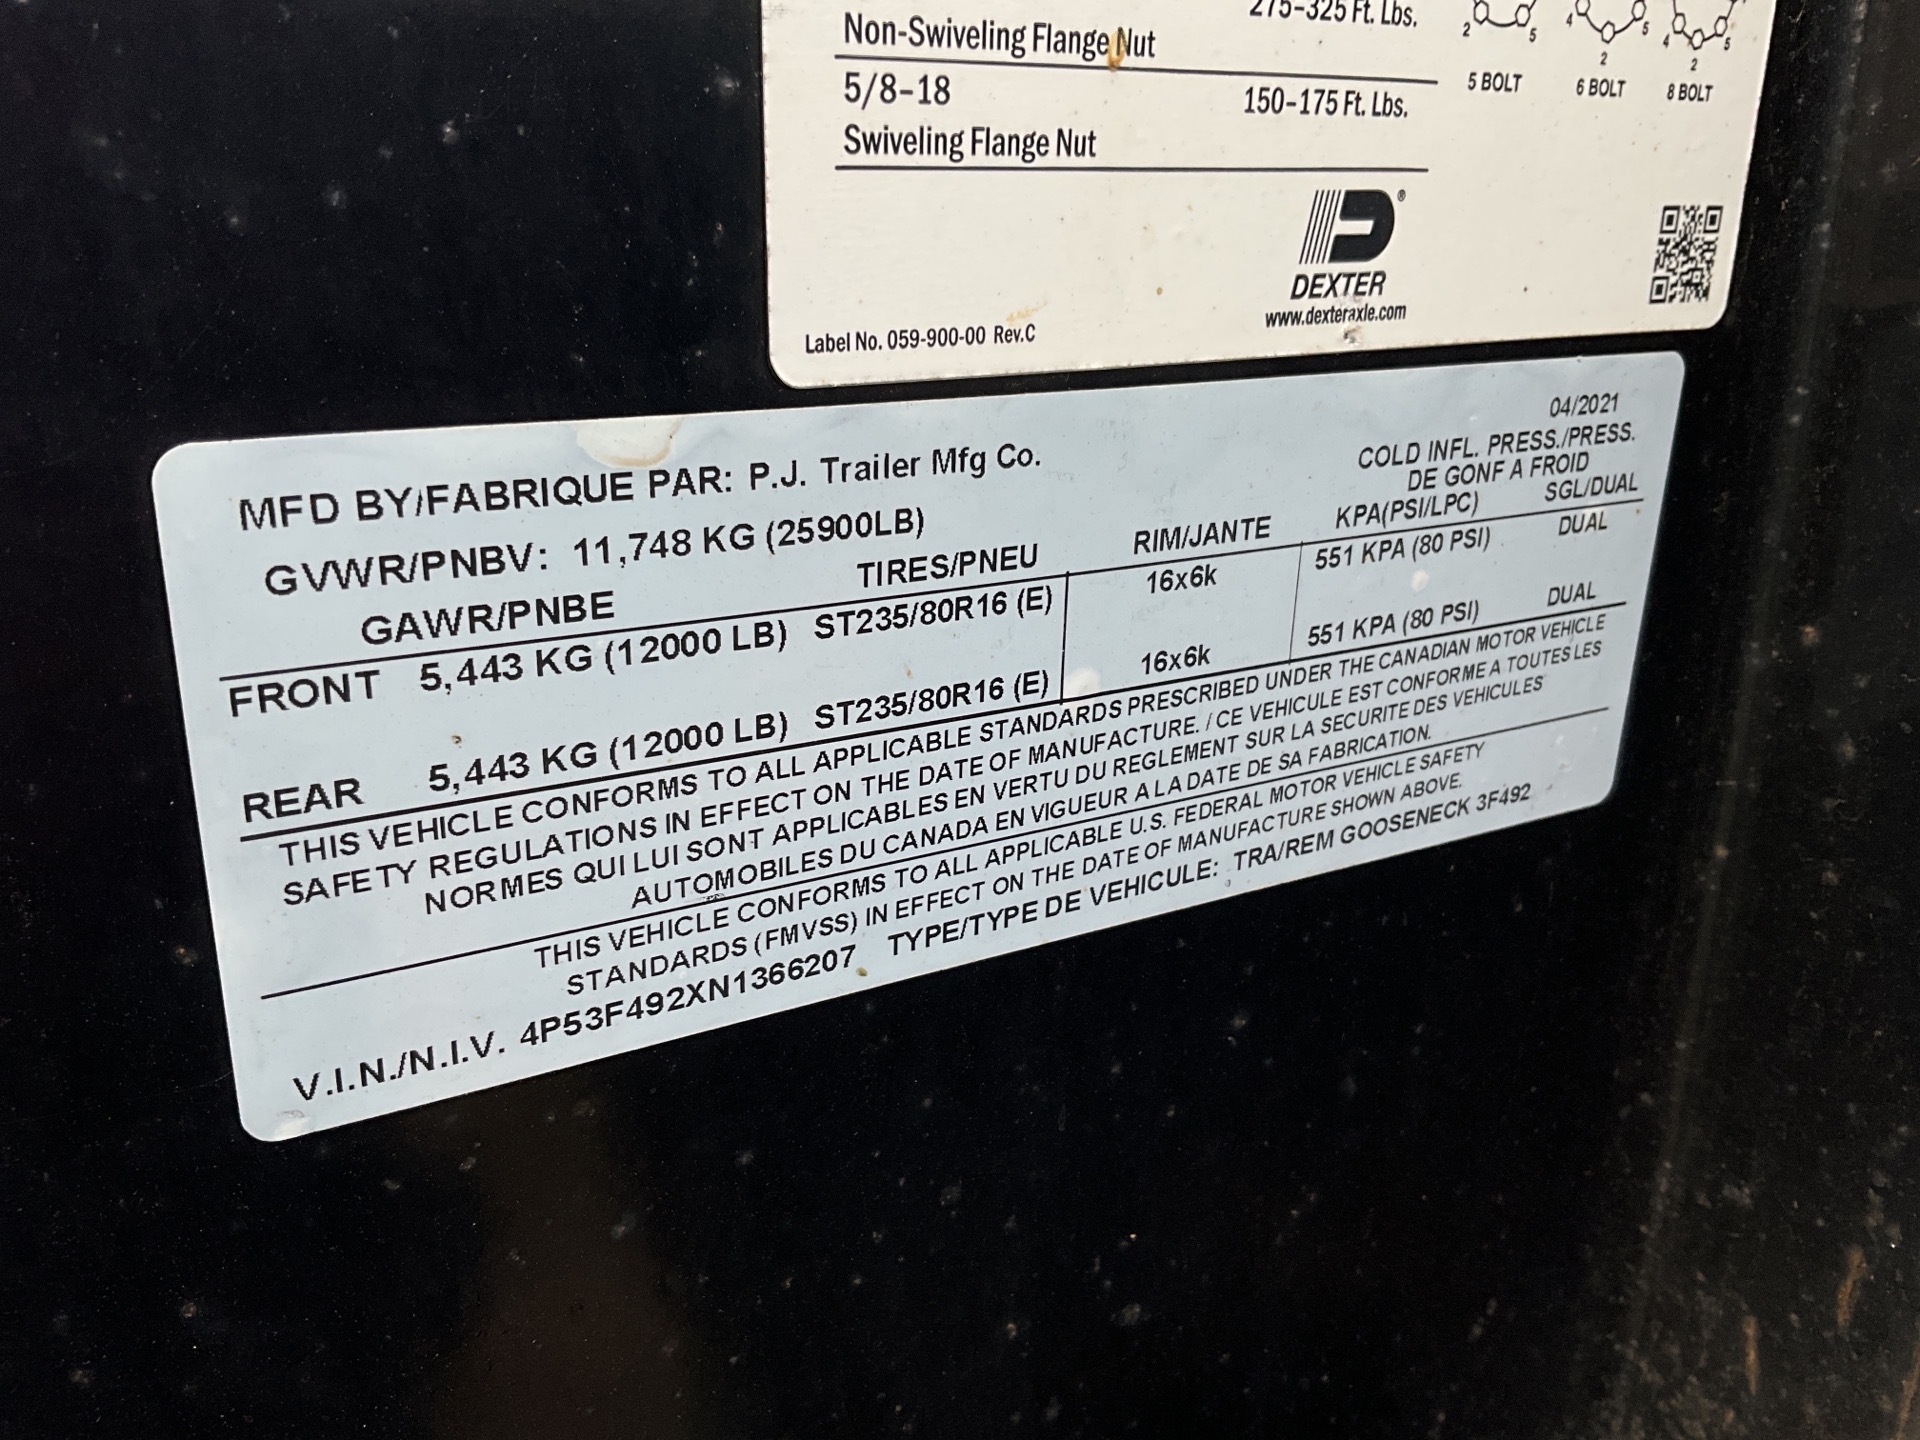 275-325 Ft. Lbs.
Non-Swiveling Flange Nut
5/8-18
150-175 Ft. Lbs.
Swiveling Flange Nut
2 5
4 5
2
4 5
2
5 BOLT
6 BOLT
8 BOLT
®
DEXTER
www.dexteraxle.com
Label No. 059-900-00 Rev.C
04/2021
MFD BY/FABRIQUE PAR: P.J. Trailer Mfg Co.
COLD INFL. PRESS./PRESS.
DE GONF A FROID
GVWR/PNBV: 11,748 KG (25900LB)
GAWR/PNBE TIRES/PNEU RIM/JANTE KPA(PSI/LPC) SGL/DUAL
FRONT 5,443 KG (12000 LB) ST235/80R16 (E) 16x6k 551 KPA (80 PSI) DUAL
REAR 5,443 KG (12000 LB) ST235/80R16 (E) 16x6k 551 KPA (80 PSI) DUAL
THIS VEHICLE CONFORMS TO ALL APPLICABLE STANDARDS PRESCRIBED UNDER THE CANADIAN MOTOR VEHICLE
SAFETY REGULATIONS IN EFFECT ON THE DATE OF MANUFACTURE. / CE VEHICULE EST CONFORME A TOUTES LES
NORMES QUI LUI SONT APPLICABLES EN VERTU DU REGLEMENT SUR LA SECURITE DES VEHICULES
AUTOMOBILES DU CANADA EN VIGUEUR A LA DATE DE SA FABRICATION.
THIS VEHICLE CONFORMS TO ALL APPLICABLE U.S. FEDERAL MOTOR VEHICLE SAFETY
STANDARDS (FMVSS) IN EFFECT ON THE DATE OF MANUFACTURE SHOWN ABOVE.
V.I.N./N.I.V. 4P53F492XN1366207 TYPE/TYPE DE VEHICULE: TRA/REM GOOSENECK 3F492